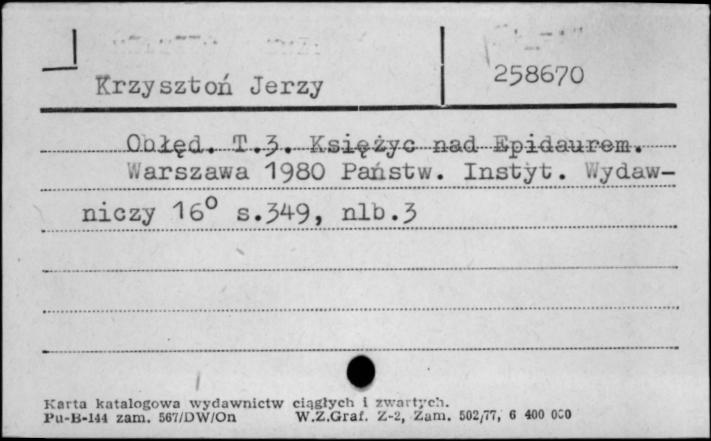 Krzysztoń Jerzy 258670
Obłęd. T.3. Księżyc nad Epidaurem.
Warszawa 1980 Państw. Instyt. Wydaw-
niczy 16° s.349, nlb.3
Karta katalogowa wydawnictw ciągłych i zwartych.
Pu-B-144 zam. 567/DW/On W.Z.Graf. Z-2, Zam. 502/77, 6 400 000